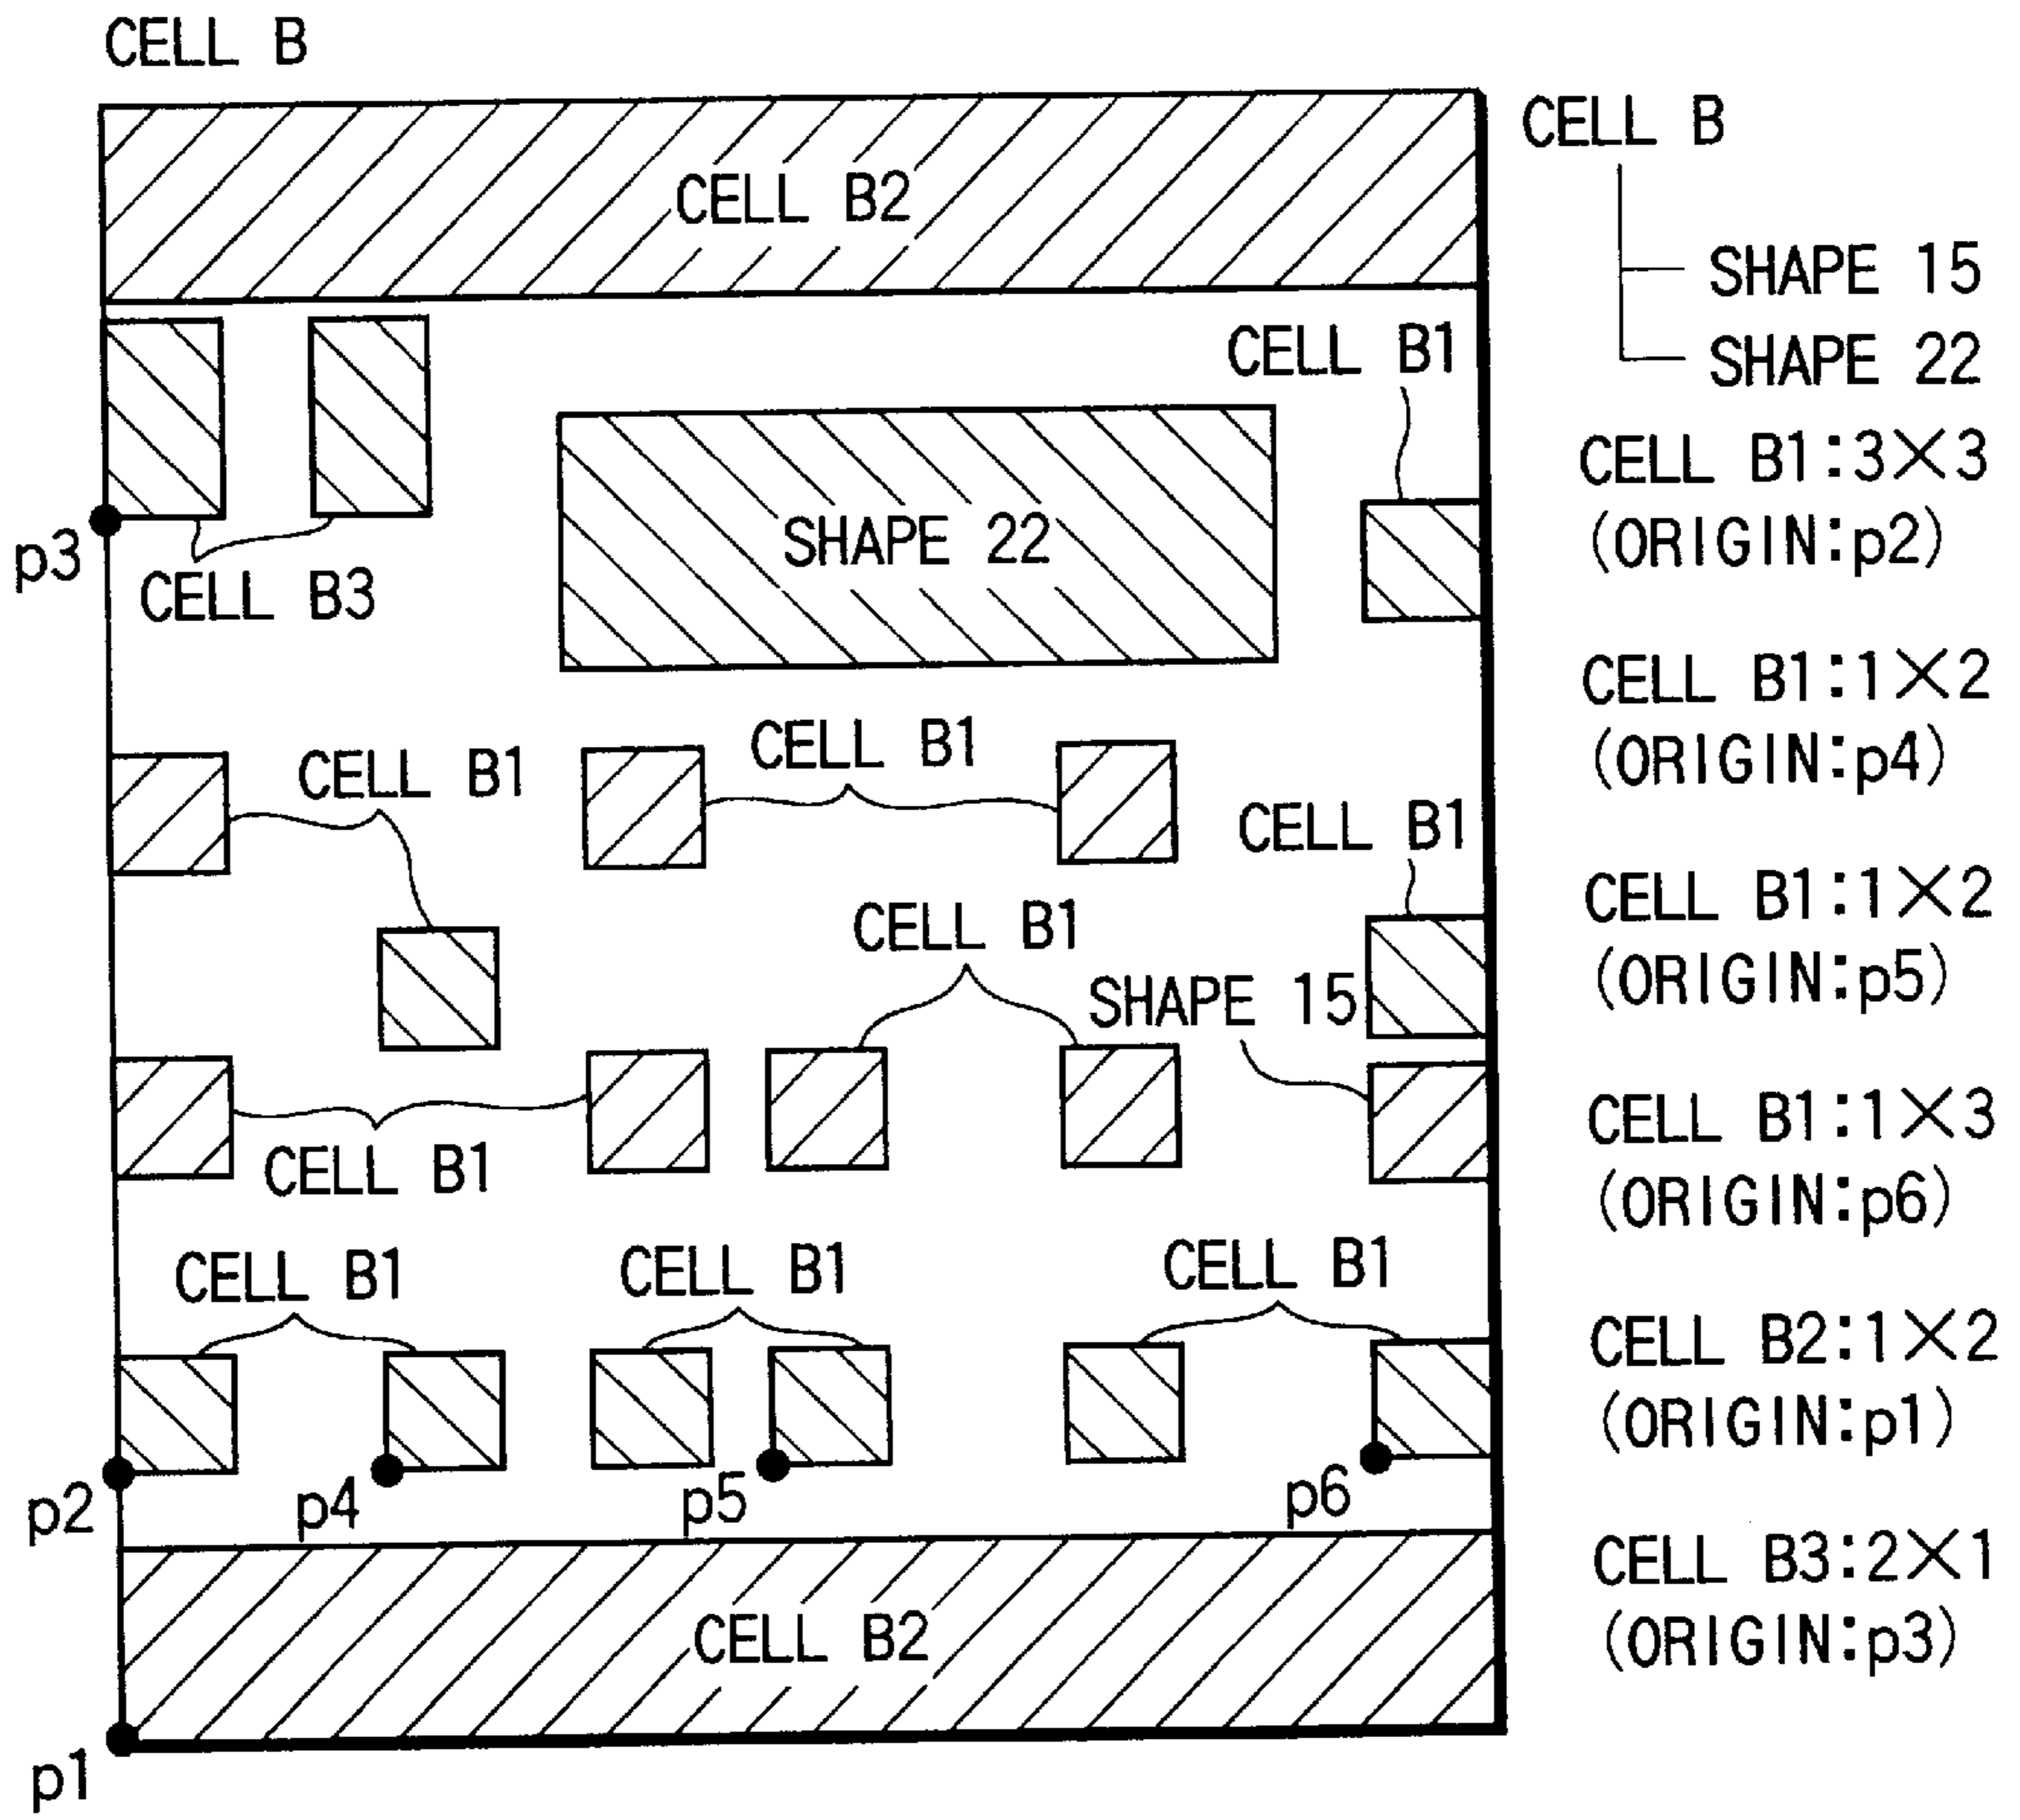 CELL B
CELL B2
CELL B
SHAPE 15
SHAPE 22
CELL B1
CELL B1:3×3
(ORIGIN:p2)
SHAPE 22
p3
CELL B3
CELL B1:1×2
(ORIGIN:p4)
CELL B1
CELL B1
CELL B1
CELL B1:1×2
(ORIGIN:p5)
CELL B1
SHAPE 15
CELL B1:1×3
(ORIGIN:p6)
CELL B1
CELL B1
CELL B1
CELL B1
CELL B2:1×2
(ORIGIN:p1)
p2
p4
p5
p6
CELL B3:2×1
(ORIGIN:p3)
CELL B2
p1